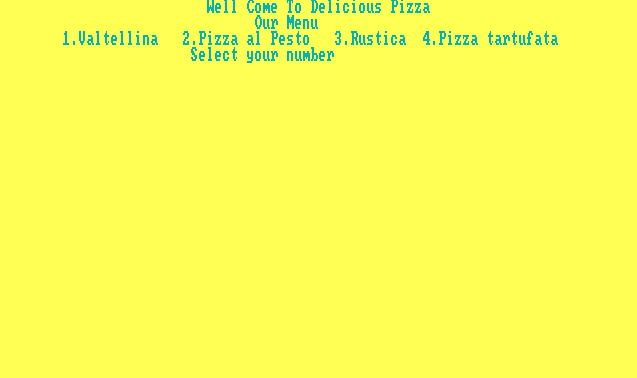 Well Come To Delicious Pizza
Our Menu
1.Valtellina 2.Pizza al Pesto 3.Rustica 4.Pizza tartufata
Select your number